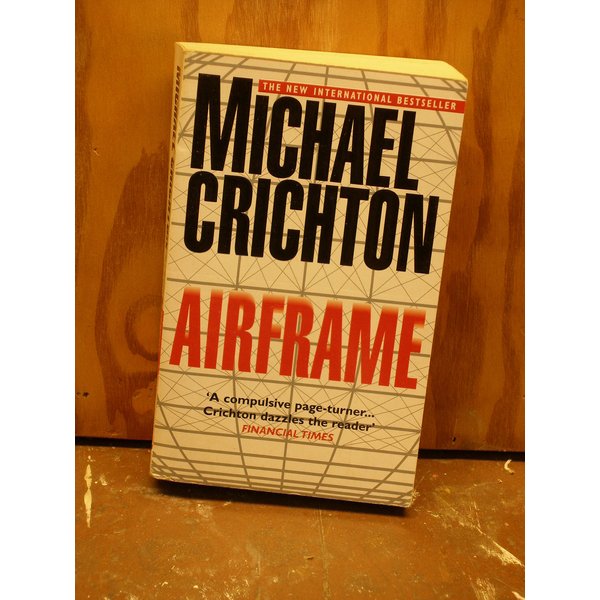 THE NEW INTERNATIONAL BESTSELLER
MICHAEL
CRICHTON
AIRFRAME
‘A compulsive page-turner...
Crichton dazzles the reader’
FINANCIAL TIMES